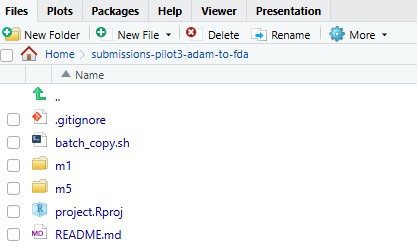 Files Plots Packages Help Viewer Presentation
New Folder New File Delete Rename More
Home submissions-pilot3-adam-to-fda
Name
..
.gitignore
batch_copy.sh
m1
m5
project.Rproj
MD README.md